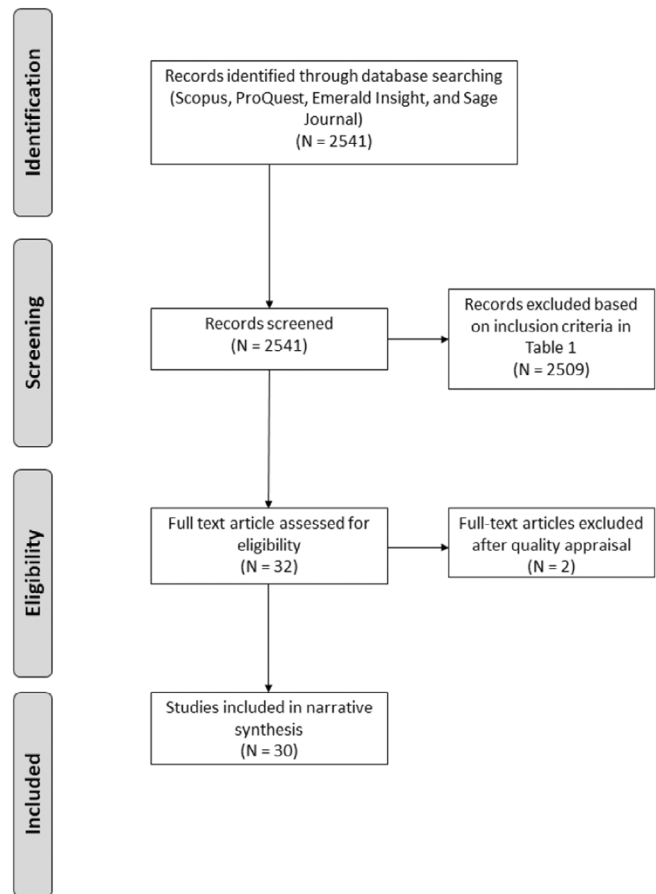 Identification
Records identified through database searching
(Scopus, ProQuest, Emerald Insight, and Sage
Journal)
(N = 2541)
Screening
Records screened
(N = 2541)
Records excluded based
on inclusion criteria in
Table 1
(N = 2509)
Eligibility
Full text article assessed for
eligibility
(N = 32)
Full-text articles excluded
after quality appraisal
(N = 2)
Included
Studies included in narrative
synthesis
(N = 30)